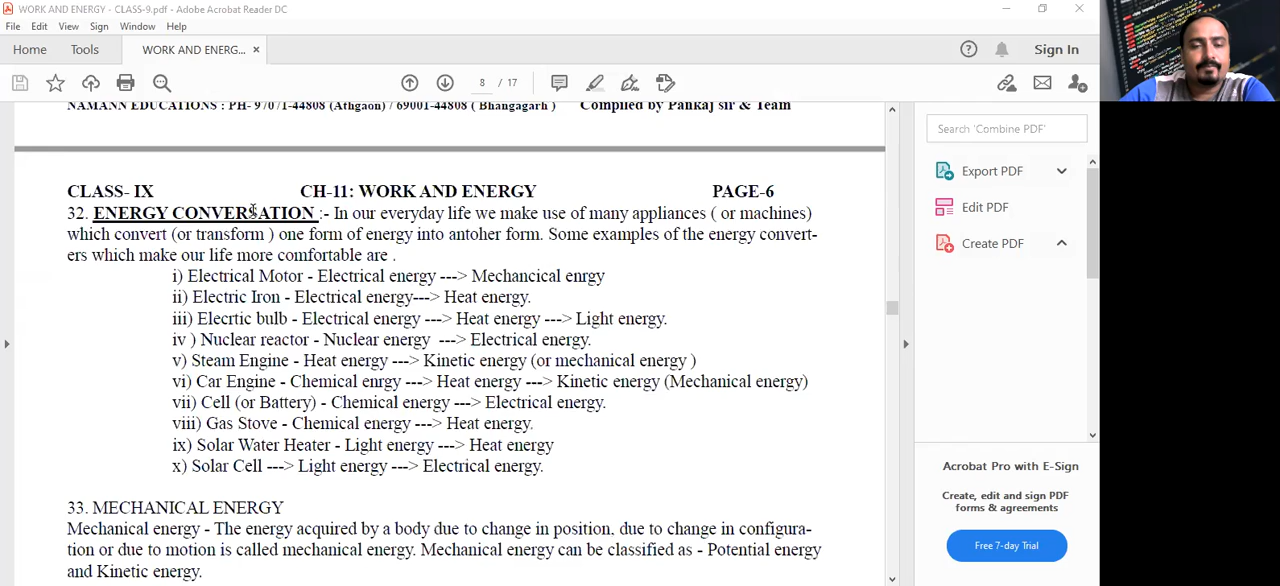 WORK AND ENERGY - CLASS-9.pdf - Adobe Acrobat Reader DC
File Edit View Sign Window Help
Home Tools WORK AND ENERG... × Sign In
8 / 17
NAMANN EDUCATIONS : PH- 97071-44808 (Athgaon) / 69001-44808 ( Bhangagarh ) Compiled by Pankaj sir & Team
Search 'Combine PDF'
Export PDF
Edit PDF
Create PDF
CLASS- IX CH-11: WORK AND ENERGY PAGE-6
32. ENERGY CONVERSATION :- In our everyday life we make use of many appliances ( or machines)
which convert (or transform ) one form of energy into antoher form. Some examples of the energy convert-
ers which make our life more comfortable are .
i) Electrical Motor - Electrical energy ---> Mechancical enrgy
ii) Electric Iron - Electrical energy---> Heat energy.
iii) Elecrtic bulb - Electrical energy ---> Heat energy ---> Light energy.
iv ) Nuclear reactor - Nuclear energy ---> Electrical energy.
v) Steam Engine - Heat energy ---> Kinetic energy (or mechanical energy )
vi) Car Engine - Chemical enrgy ---> Heat energy ---> Kinetic energy (Mechanical energy)
vii) Cell (or Battery) - Chemical energy ---> Electrical energy.
viii) Gas Stove - Chemical energy ---> Heat energy.
ix) Solar Water Heater - Light energy ---> Heat energy
x) Solar Cell ---> Light energy ---> Electrical energy.
33. MECHANICAL ENERGY
Mechanical energy - The energy acquired by a body due to change in position, due to change in configura-
tion or due to motion is called mechanical energy. Mechanical energy can be classified as - Potential energy
and Kinetic energy.
Acrobat Pro with E-Sign
Create, edit and sign PDF
forms & agreements
Free 7-day Trial